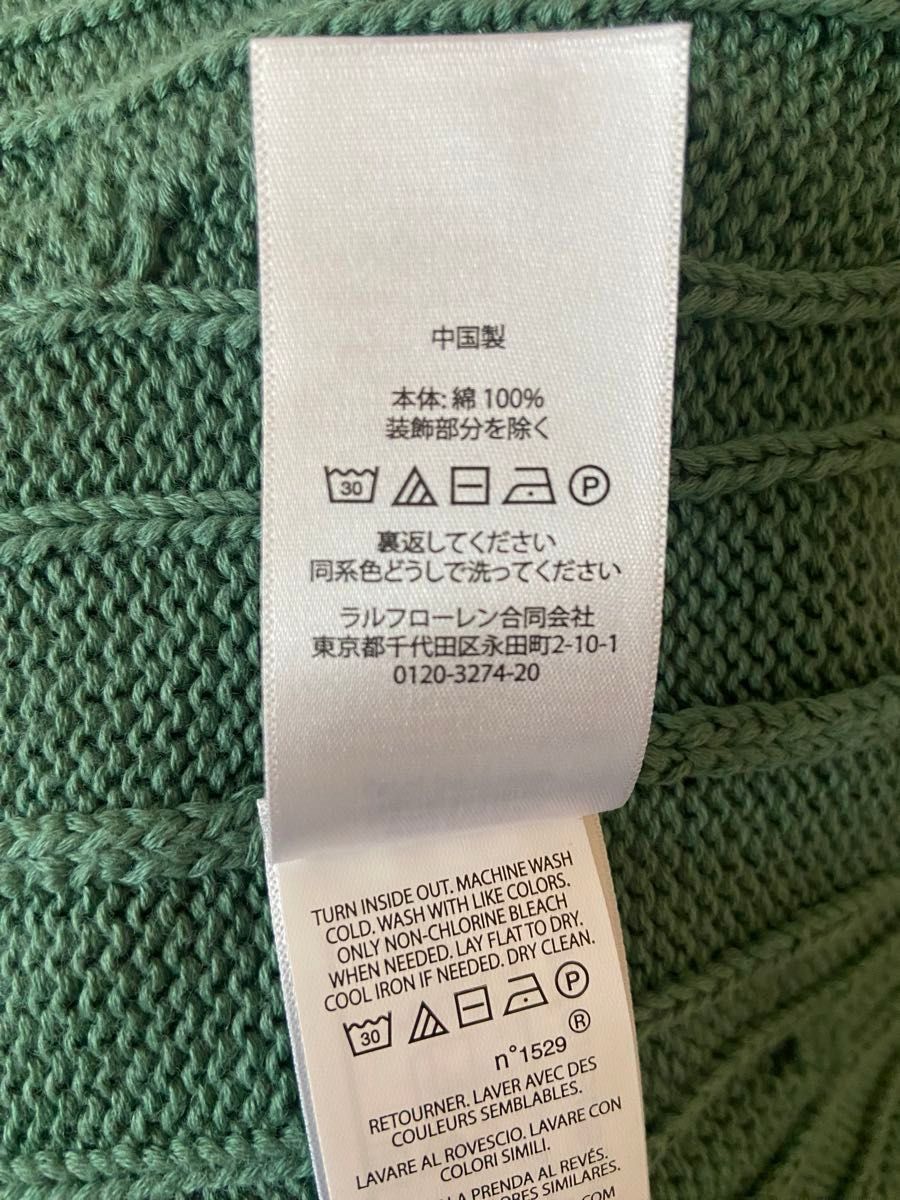 中国製
本体: 綿 100%
装飾部分を除く
30 P
裏返してください
同系色どうしで洗ってください
ラルフローレン合同会社
東京都千代田区永田町2-10-1
0120-3274-20
TURN INSIDE OUT. MACHINE WASH
COLD. WASH WITH LIKE COLORS.
ONLY NON-CHLORINE BLEACH
WHEN NEEDED. LAY FLAT TO DRY.
COOL IRON IF NEEDED. DRY CLEAN.
30 P
®
n°1529
RETOURNER. LAVER AVEC DES
COULEURS SEMBLABLES.
LAVARE AL ROVESCIO. LAVARE CON
COLORI SIMILI.
LA PRENDA AL REVÉS.
SIMILARES.
COM